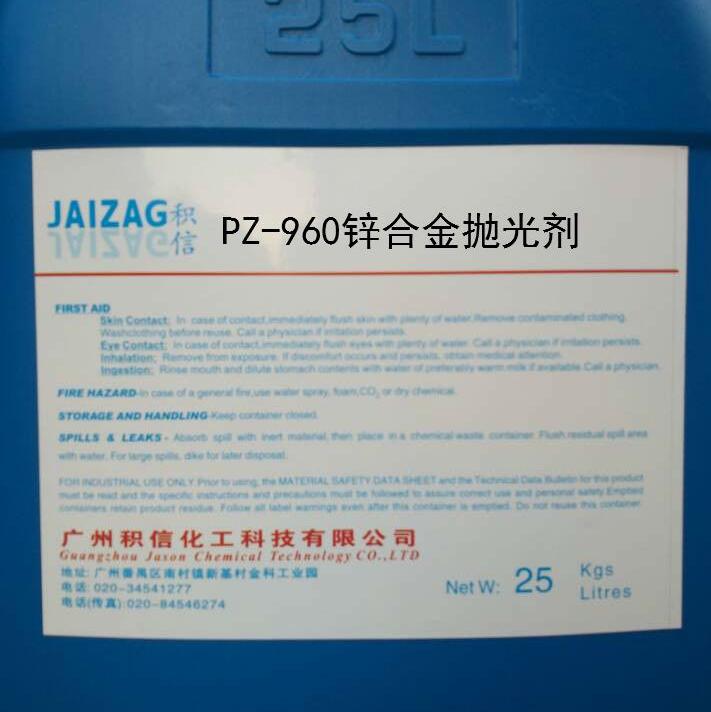 25L
JAIZAG积信
PZ-960锌合金抛光剂
FIRST AID
Skin Contact: In case of contact,immediately flush skin with plenty of water.Remove contaminated clothing.
Washclothing before reuse. Call a physician if irritation persists.
Eye Contact: In case of contact,immediately flush eyes with plenty of water. Call a physician if irritation persists.
Inhalation: Remove from exposure. If discomfort occurs and persists, obtain medical attention.
Ingestion: Rinse mouth and dilute stomach contents with water of preferably warm milk if available.Call a physician.
FIRE HAZARD-In case of a general fire,use water spray, foam,CO₂ or dry chemical.
STORAGE AND HANDLING-Keep container closed.
SPILLS & LEAKS - Absorb spill with inert material, then place in a chemical waste container. Flush residual spill area
with water. For large spills, dike for later disposal.
FOR INDUSTRIAL USE ONLY Prior to using, the MATERIAL SAFETY DATA SHEET and the Technical Data Bulletin for this product
must be read and the specific instructions and precautions must be followed to assure correct use and personal safety.Emptied
containers retain product residue. Follow all label warnings even after this container is emptied. Do not reuse this container.
广州积信化工科技有限公司
Guangzhou Jason Chemical Technology CO.,LTD
地址: 广州番禺区南村镇新基村金科工业园
电话: 020-34541277
电话(传真):020-84546274
Net W: 25 Kgs
Litres